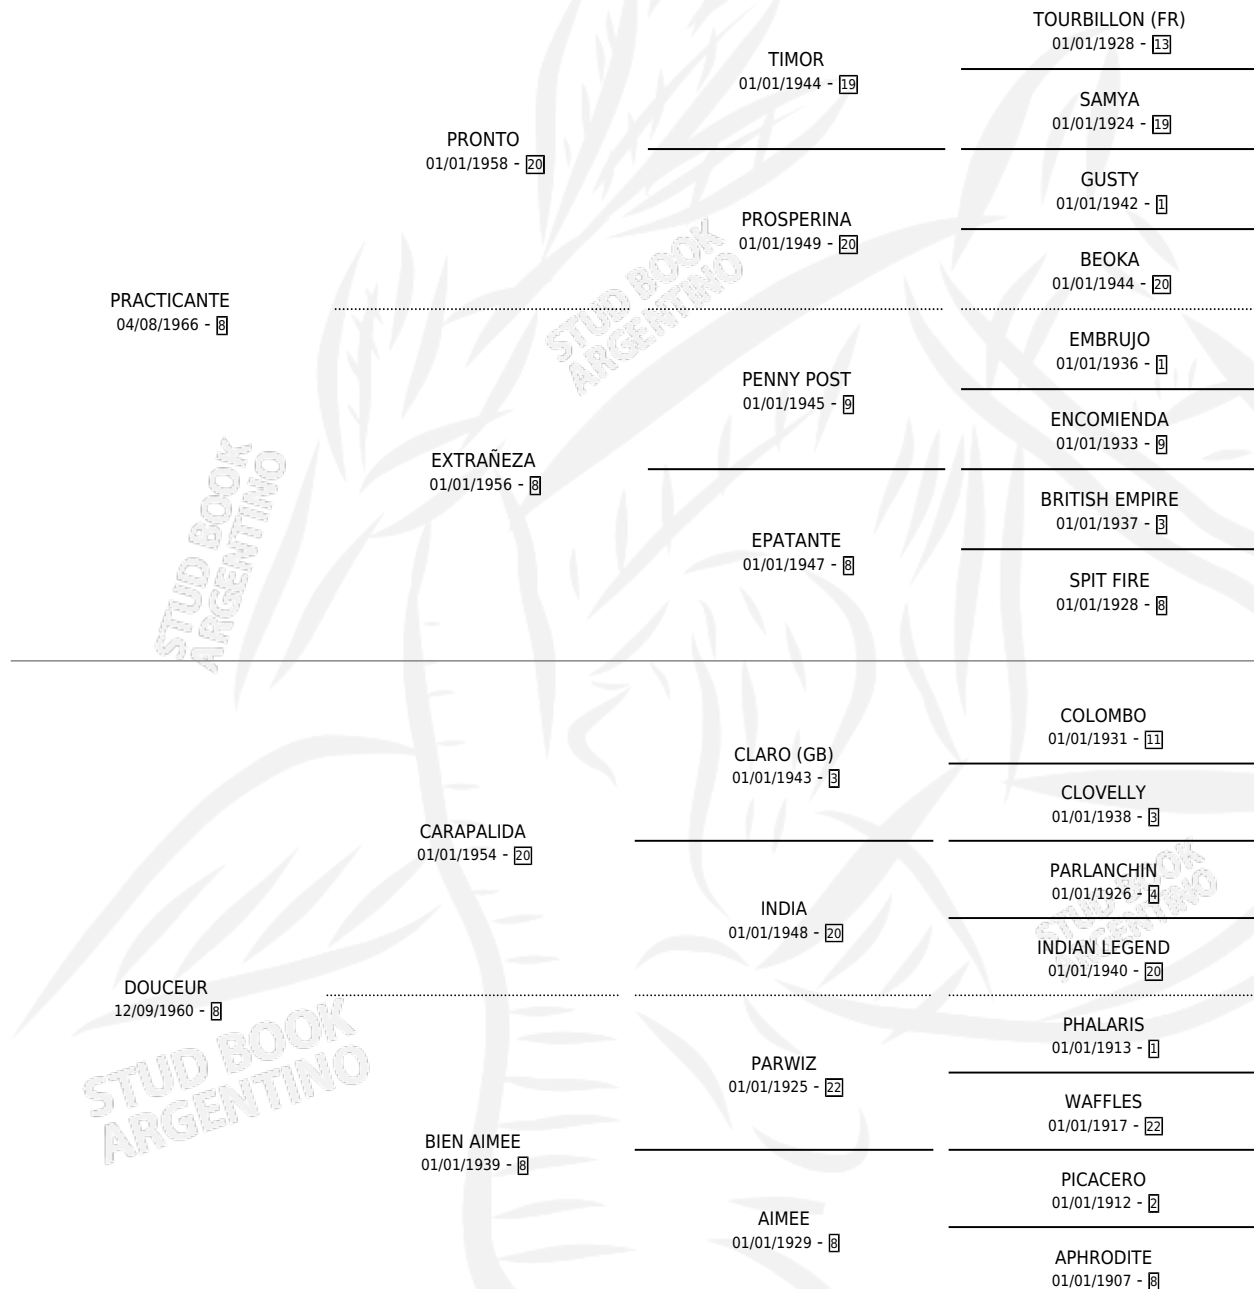 TOURBILLON (FR)
01/01/1928 - 13
TIMOR
01/01/1944 - 19
SAMYA
01/01/1924 - 19
PRONTO
01/01/1958 - 20
GUSTY
01/01/1942 - 1
PROSPERINA
01/01/1949 - 20
BEOKA
01/01/1944 - 20
PRACTICANTE
04/08/1966 - 8
EMBRUJO
01/01/1936 - 1
PENNY POST
01/01/1945 - 9
ENCOMIENDA
01/01/1933 - 9
EXTRAÑEZA
01/01/1956 - 8
BRITISH EMPIRE
01/01/1937 - 3
EPATANTE
01/01/1947 - 8
SPIT FIRE
01/01/1928 - 8
COLOMBO
01/01/1931 - 11
CLARO (GB)
01/01/1943 - 3
CLOVELLY
01/01/1938 - 3
CARAPALIDA
01/01/1954 - 20
PARLANCHIN
01/01/1926 - 4
INDIA
01/01/1948 - 20
INDIAN LEGEND
01/01/1940 - 20
DOUCEUR
12/09/1960 - 8
PHALARIS
01/01/1913 - 1
PARWIZ
01/01/1925 - 22
WAFFLES
01/01/1917 - 22
BIEN AIMEE
01/01/1939 - 8
PICACERO
01/01/1912 - 2
AIMEE
01/01/1929 - 8
APHRODITE
01/01/1907 - 8
STUD BOOK
ARGENTINO
STUD BOOK
ARGENTINO
STUD BOOK
ARGENTINO
STUD BOOK
ARGENTINO